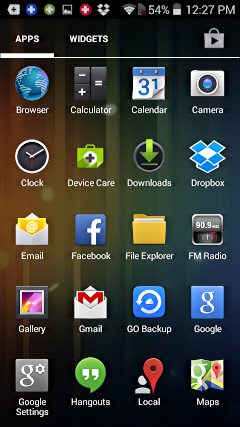 54% 12:27 PM
APPS WIDGETS
31
Browser Calculator Calendar Camera
Clock Device Care Downloads Dropbox
90.9
Email Facebook File Explorer FM Radio
Gallery Gmail GO Backup Google
Google Hangouts Local Maps
Settings